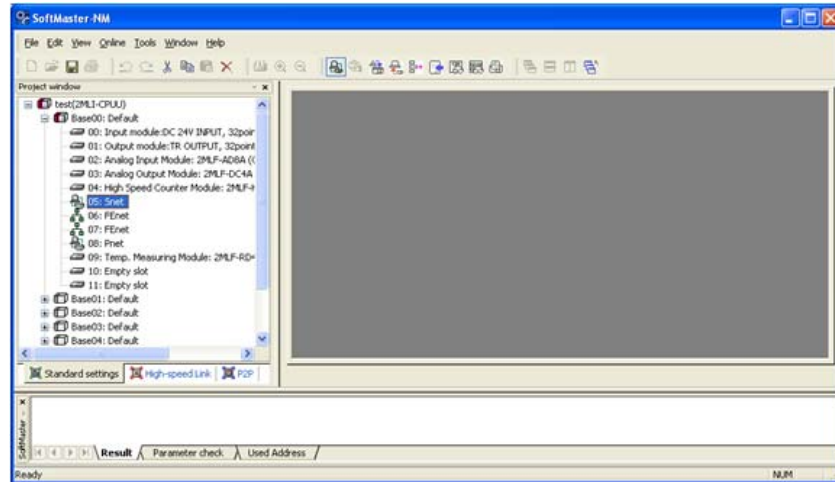 SoftMaster-NM
File Edit View Online Tools Window Help
Project window
test(2MLI-CPUU)
Base00: Default
00: Input module:DC 24V INPUT, 32poin
01: Output module:TR OUTPUT, 32point
02: Analog Input Module: 2MLF-AD8A (
03: Analog Output Module: 2MLF-DC4A
04: High Speed Counter Module: 2MLF-
05: Snet
06: FEnet
07: FEnet
08: Pnet
09: Temp. Measuring Module: 2MLF-RD
10: Empty slot
11: Empty slot
Base01: Default
Base02: Default
Base03: Default
Base04: Default
Standard settings High-speed Link P2P
SoftMaster -
Result Parameter check Used Address
Ready NUM